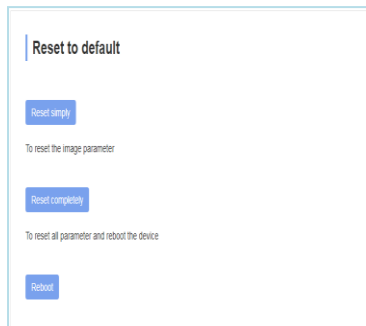 Reset to default
Reset simply
To reset the image parameter
Reset completely
To reset all parameter and reboot the device
Reboot